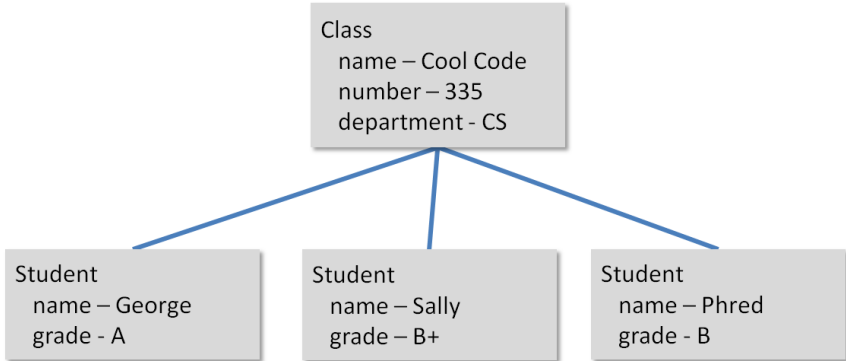 Class
name – Cool Code
number – 335
department - CS
Student
name – George
grade - A
Student
name – Sally
grade – B+
Student
name – Phred
grade - B